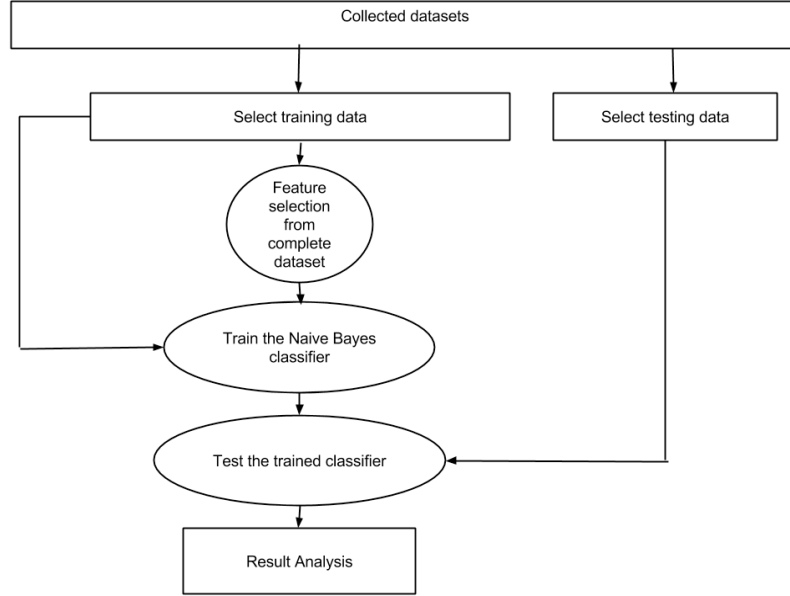 Collected datasets
Select training data
Select testing data
Feature
selection
from
complete
dataset
Train the Naive Bayes
classifier
Test the trained classifier
Result Analysis